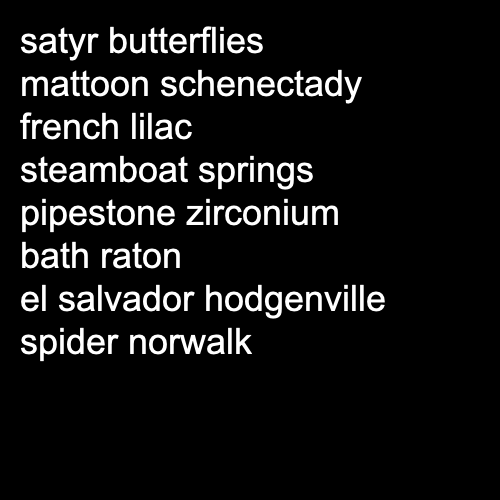 satyr butterflies
mattoon schenectady
french lilac
steamboat springs
pipestone zirconium
bath raton
el salvador hodgenville
spider norwalk